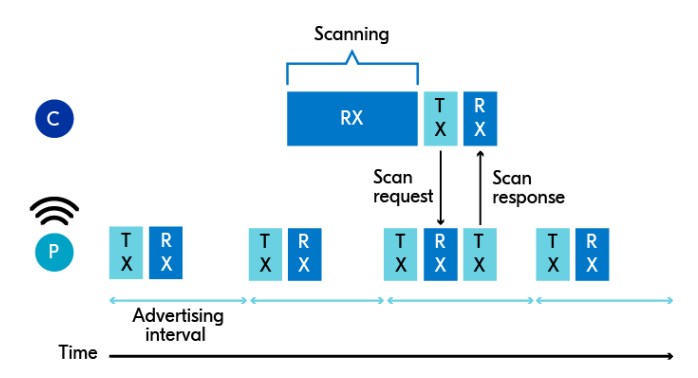 Scanning
C
RX
T
X
R
X
Scan
request
Scan
response
P
T
X
R
X
T
X
R
X
T
X
R
X
T
X
T
X
R
X
Advertising
interval
Time